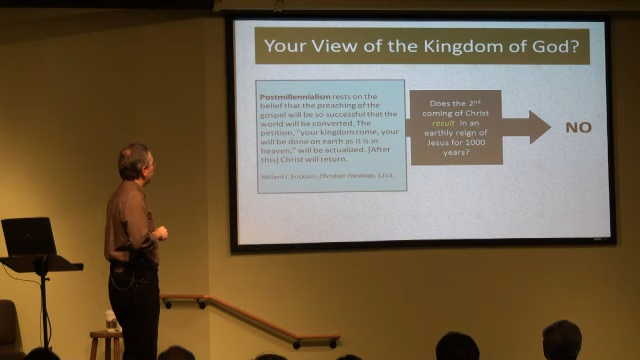 Your View of the Kingdom of God?
Postmillennialism rests on the
belief that the preaching of the
gospel will be so successful that the
world will be converted. The
petition, "your kingdom come, your
will be done on earth as it is in
heaven," will be actualized. [After
this] Christ will return.
Millard J. Erickson, Christian Theology, 1213.
Does the 2nd
coming of Christ
result in an
earthly reign of
Jesus for 1000
years?
NO